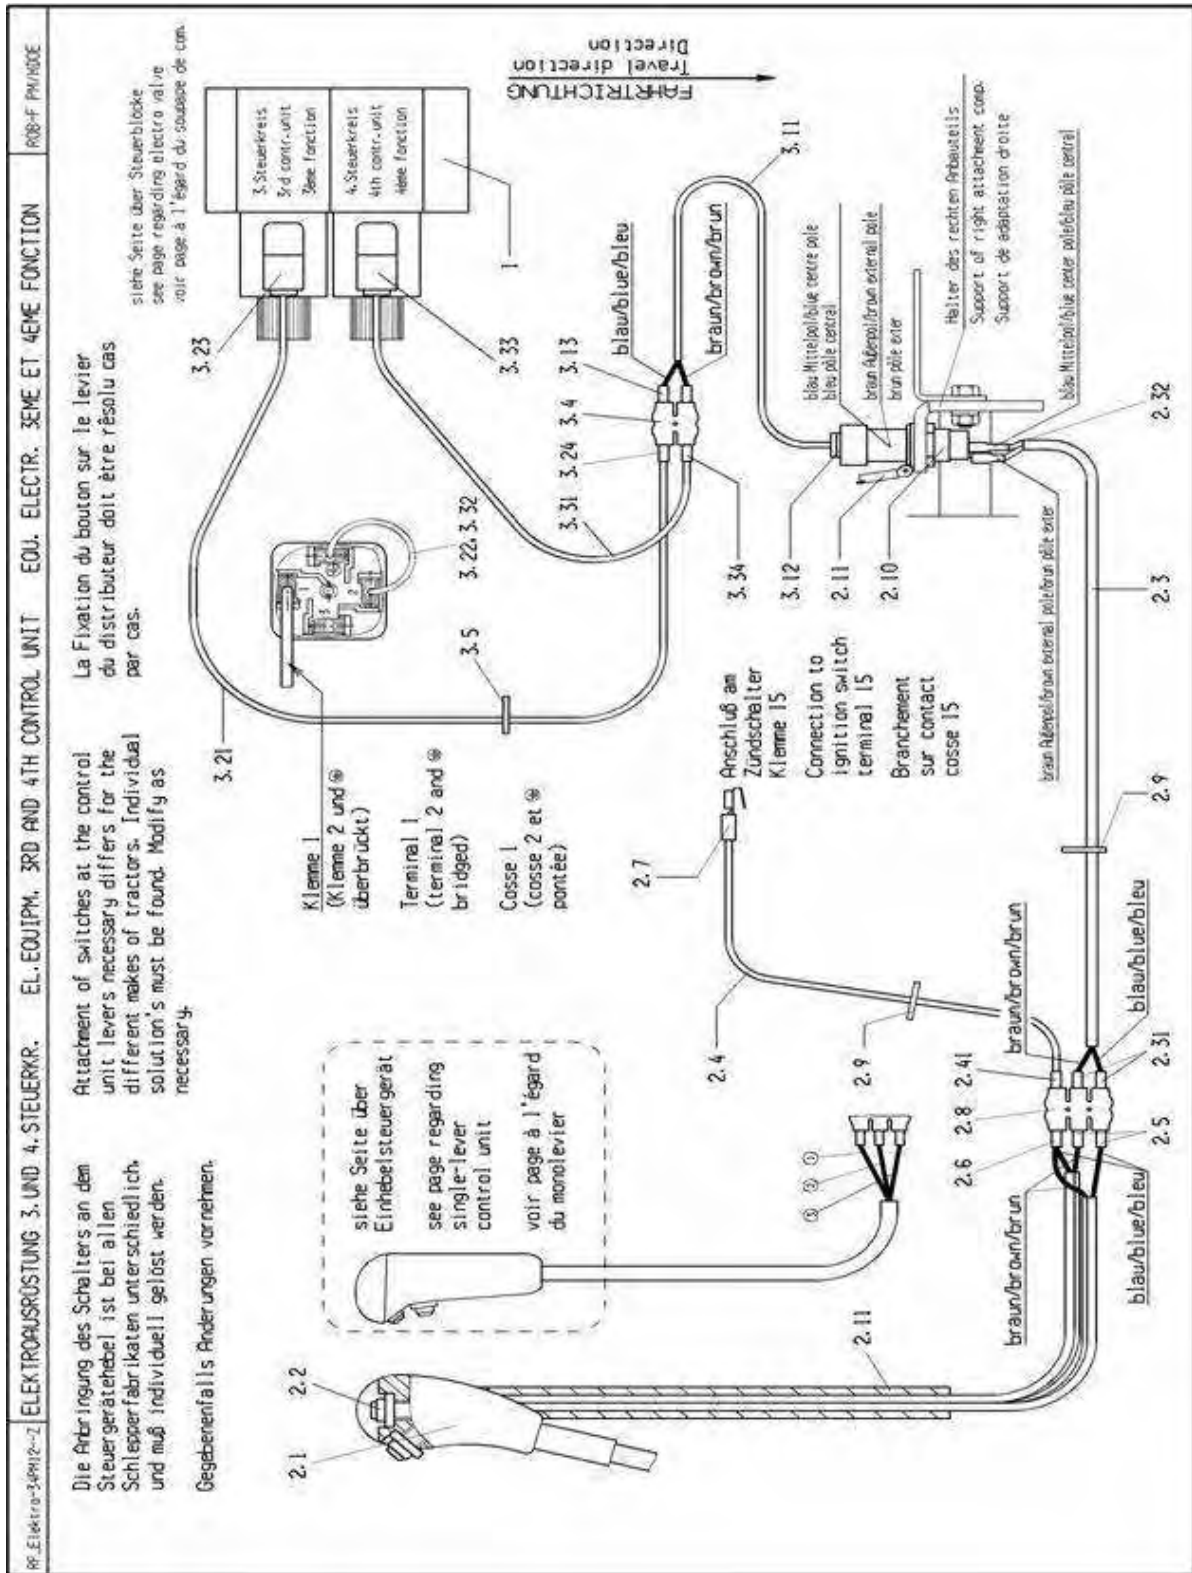 RP_Elektro-34PM12--Z
ELEKTROAUSRÜSTUNG 3.UND 4.STEUERKR.
EL.EQUIPM. 3RD AND 4TH CONTROL UNIT
EQU. ELECTR. 3EME ET 4EME FONCTION
Die Anbringung des Schalters an dem
Steuergerätehebel ist bei allen
Schlepperfabrikaten unterschiedlich.
und muß individuell gelöst werden.
Gegebenenfalls Änderungen vornehmen.
Attachment of switches at the control
unit levers necessary differs for the
different makes of tractors. Individual
solution's must be found. Modify as
necessary.
La Fixation du bouton sur le levier
du distributeur doit être résolu cas
par cas.
siehe Seite über Steuerblöcke
see page regarding electro valve
voir page à l'égard du soupape de com.
3.Steuerkreis
3rd contr.-unit
3ème fonction
4.Steuerkreis
4th contr.-unit
4ème fonction
3.23
3.33
1
3.21
3.22, 3.32
3.5
Klemme 1
(Klemme 2 und ⏚
überbrückt)
Terminal 1
(terminal 2 and ⏚
bridged)
Cosse 1
(cosse 2 et ⏚
pontée)
1
2
3
3.31
3.24
3.4
3.13
3.34
blau/blue/bleu
braun/brown/brun
FAHRTRICHTUNG
Travel direction
Direction
3.11
siehe Seite über
Einhebelsteuergerät
see page regarding
single-lever
control unit
voir page à l'égard
du monolevier
2.1
2.2
2.11
3
2
1
2.4
2.7
2.9
Anschluß am
Zündschalter
Klemme 15
Connection to
ignition switch
terminal 15
Branchement
sur contact
cosse 15
3.12
2.11
2.10
blau Mittelpol/blue centre pole
bleu pôle central
braun Außenpol/brown external pole
brun pôle exter
Halter des rechten Anbauteils
Support of right attachment comp.
Support de adaptation droite
blau Mittelpol/blue center pole/bleu pôle central
2.32
braun Außenpol/brown external pole/brun pôle exter
2.3
2.9
braun/brown/brun
blau/blue/bleu
2.41
2.8
2.6
2.31
2.5
braun/brown/brun
blau/blue/bleu